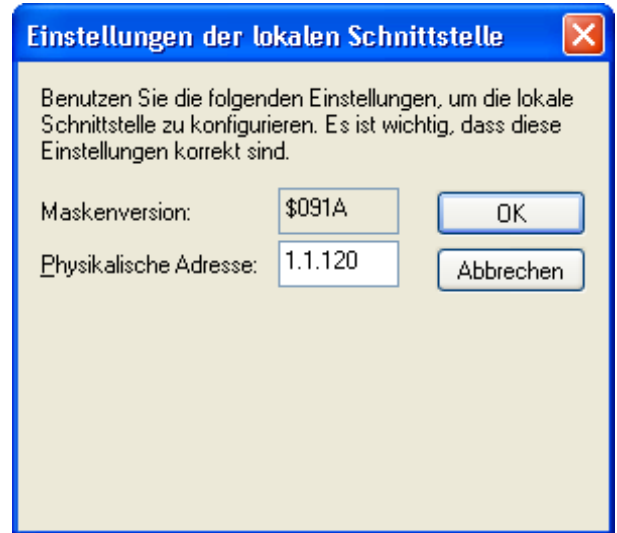 Einstellungen der lokalen Schnittstelle
Benutzen Sie die folgenden Einstellungen, um die lokale
Schnittstelle zu konfigurieren. Es ist wichtig, dass diese
Einstellungen korrekt sind.
Maskenversion: $091A OK
Physikalische Adresse: 1.1.120 Abbrechen